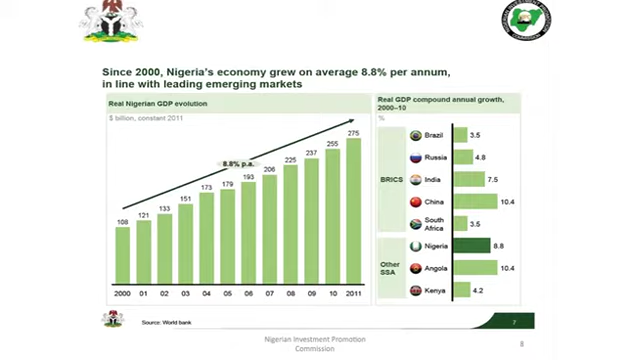 Since 2000, Nigeria's economy grew on average 8.8% per annum,
in line with leading emerging markets
Real Nigerian GDP evolution
$ billion, constant 2011
8.8% p.a.
108 121 133 151 173 179 193 206 225 237 255 275
2000 01 02 03 04 05 06 07 08 09 10 2011
Real GDP compound annual growth,
2000–10
%
BRICS
Brazil 3.5
Russia 4.8
India 7.5
China 10.4
South
Africa 3.5
Other
SSA
Nigeria 8.8
Angola 10.4
Kenya 4.2
Source: World bank
7
Nigerian Investment Promotion
Commission
8